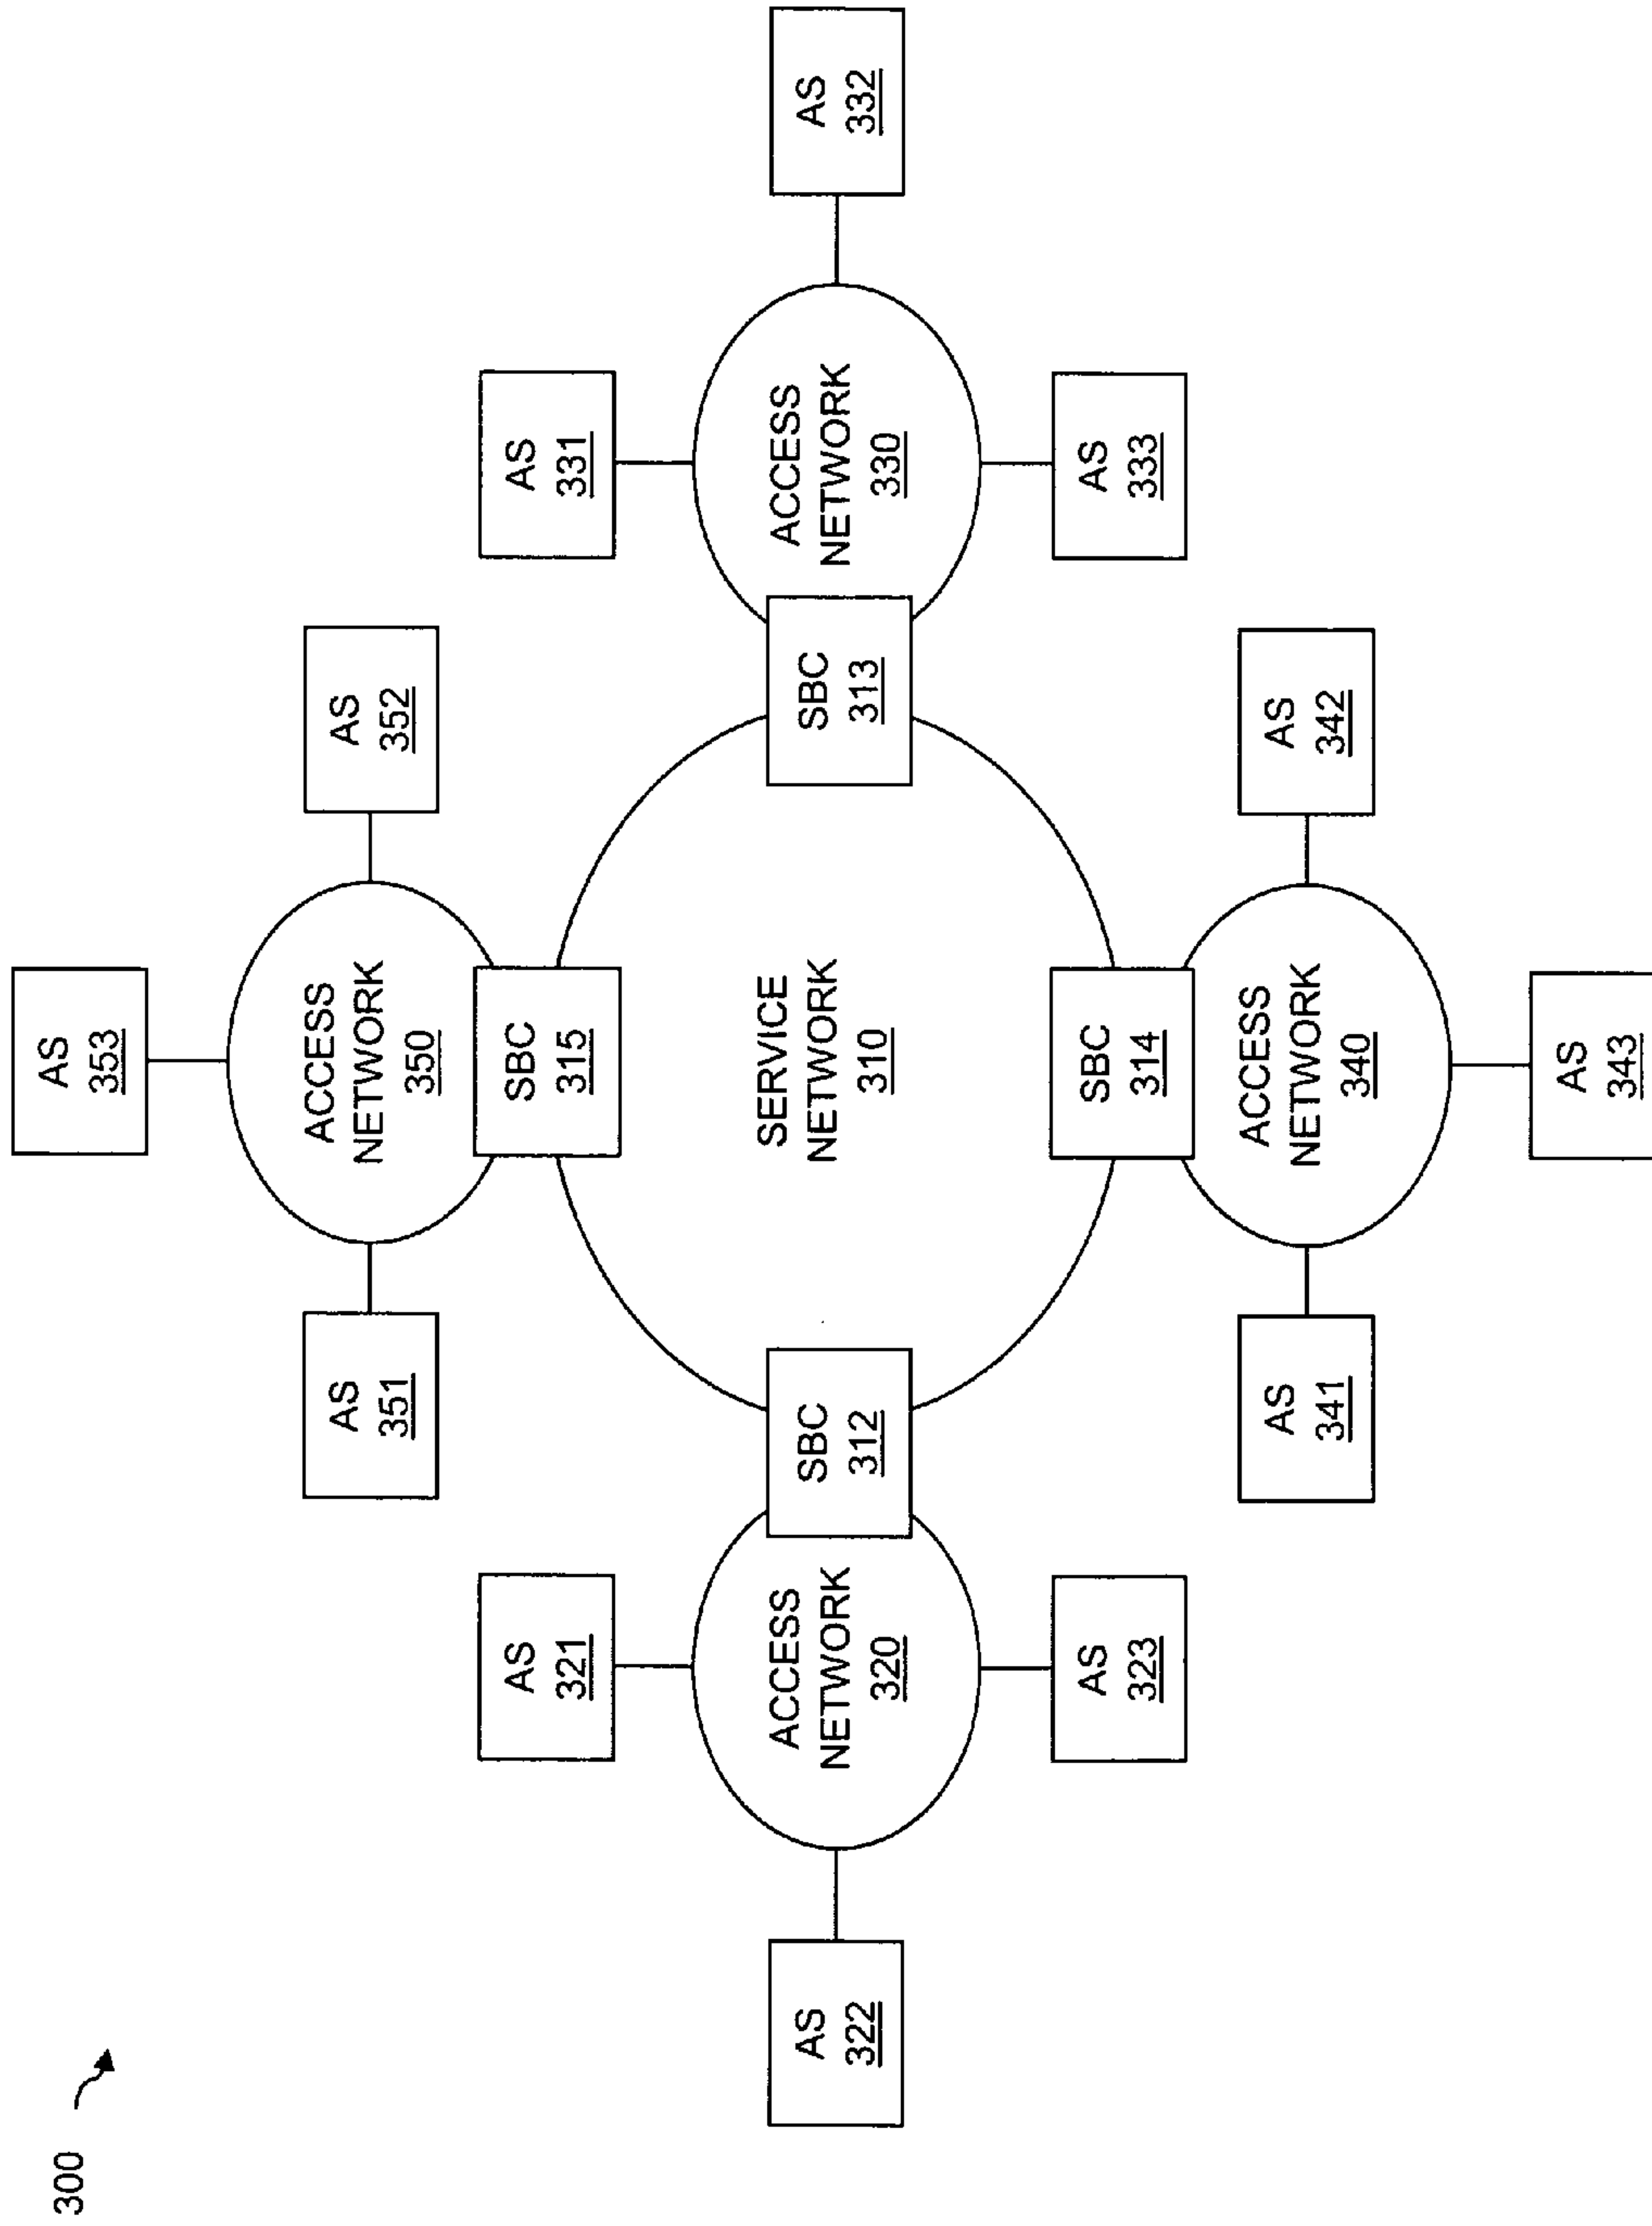 300
AS
353
AS
351
ACCESS
NETWORK
350
AS
352
SBC
315
AS
321
AS
331
AS
322
ACCESS
NETWORK
320
SBC
312
SERVICE
NETWORK
310
SBC
313
ACCESS
NETWORK
330
AS
332
AS
323
SBC
314
AS
333
AS
341
ACCESS
NETWORK
340
AS
342
AS
343